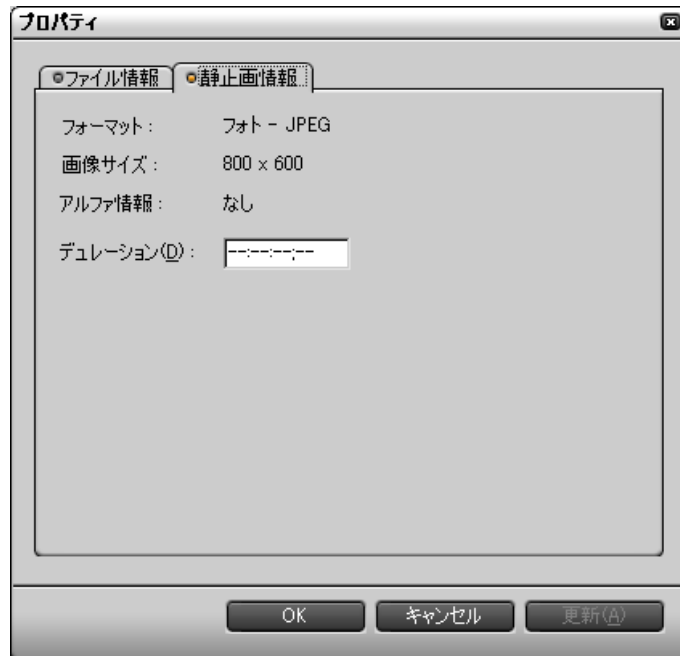 プロパティ
ファイル情報 静止画情報
フォーマット: フォト - JPEG
画像サイズ: 800 x 600
アルファ情報: なし
デュレーション(D): --:--:--;--
OK キャンセル 更新(A)